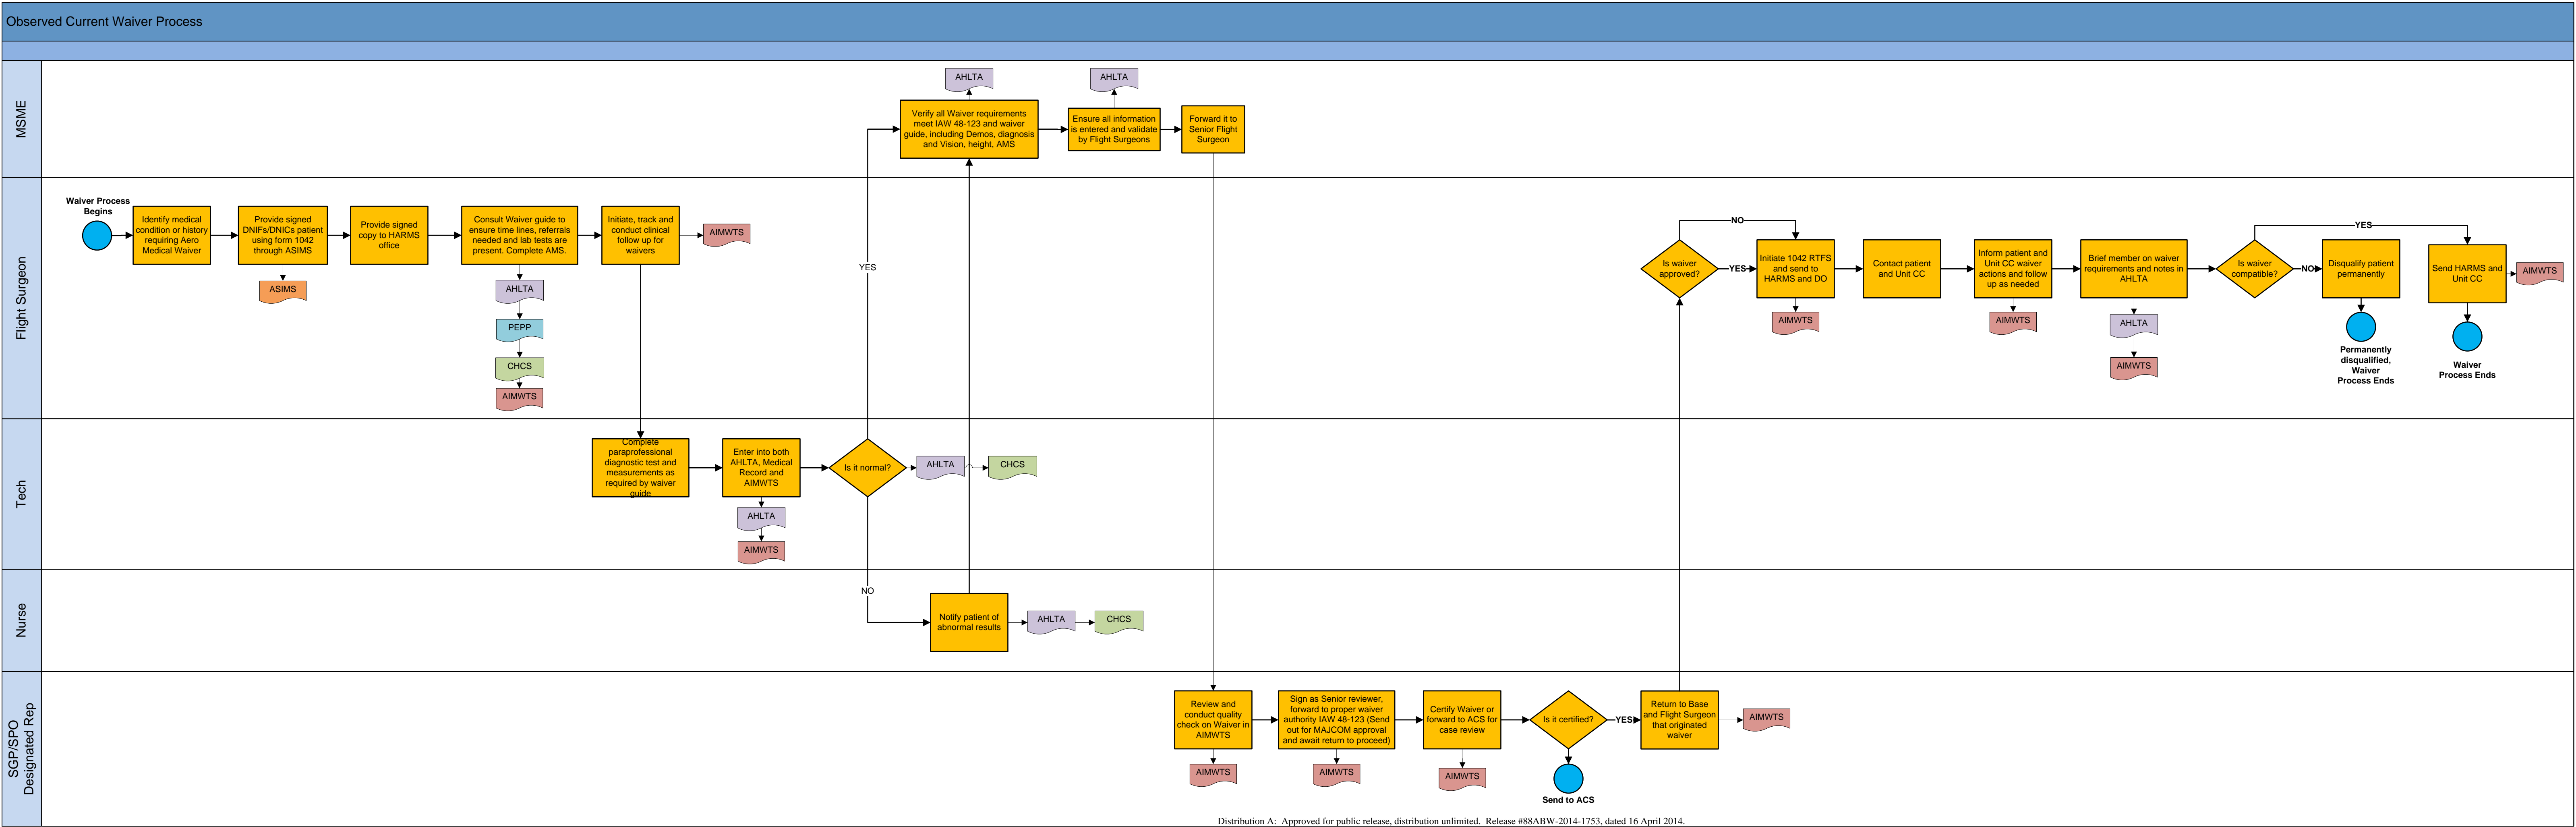 Observed Current Waiver Process
MSME
AHLTA
AHLTA
Verify all Waiver requirements
meet IAW 48-123 and waiver
guide, including Demos, diagnosis
and Vision, height, AMS
Ensure all information
is entered and validate
by Flight Surgeons
Forward it to
Senior Flight
Surgeon
Flight Surgeon
Waiver Process
Begins
Identify medical
condition or history
requiring Aero
Medical Waiver
Provide signed
DNIFs/DNICs patient
using form 1042
through ASIMS
ASIMS
Provide signed
copy to HARMS
office
Consult Waiver guide to
ensure time lines, referrals
needed and lab tests are
present. Complete AMS.
AHLTA
PEPP
CHCS
AIMWTS
Initiate, track and
conduct clinical
follow up for
waivers
AIMWTS
YES
Is waiver
approved?
NO
YES
Initiate 1042 RTFS
and send to
HARMS and DO
AIMWTS
Contact patient
and Unit CC
Inform patient and
Unit CC waiver
actions and follow
up as needed
AIMWTS
Brief member on waiver
requirements and notes in
AHLTA
AHLTA
AIMWTS
Is waiver
compatible?
YES
NO
Disqualify patient
permanently
Permanently
disqualified,
Waiver
Process Ends
Send HARMS and
Unit CC
AIMWTS
Waiver
Process Ends
Tech
Complete
paraprofessional
diagnostic test and
measurements as
required by waiver
guide
Enter into both
AHLTA, Medical
Record and
AIMWTS
AHLTA
AIMWTS
Is it normal?
AHLTA
CHCS
Nurse
NO
Notify patient of
abnormal results
AHLTA
CHCS
SGP/SPO
Designated Rep
Review and
conduct quality
check on Waiver in
AIMWTS
AIMWTS
Sign as Senior reviewer,
forward to proper waiver
authority IAW 48-123 (Send
out for MAJCOM approval
and await return to proceed)
AIMWTS
Certify Waiver or
forward to ACS for
case review
AIMWTS
Is it certified?
YES
Send to ACS
Return to Base
and Flight Surgeon
that originated
waiver
AIMWTS
Distribution A:  Approved for public release, distribution unlimited.  Release #88ABW-2014-1753, dated 16 April 2014.